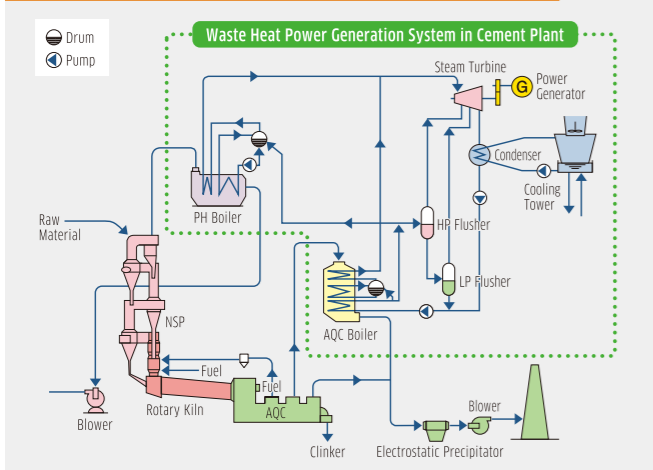 Waste Heat Power Generation System in Cement Plant
Drum
Pump
Steam Turbine
G
Power
Generator
Condenser
Cooling
Tower
PH Boiler
HP Flusher
Raw
Material
LP Flusher
AQC Boiler
NSP
Fuel
Fuel
Rotary Kiln
AQC
Blower
Blower
Clinker
Electrostatic Precipitator